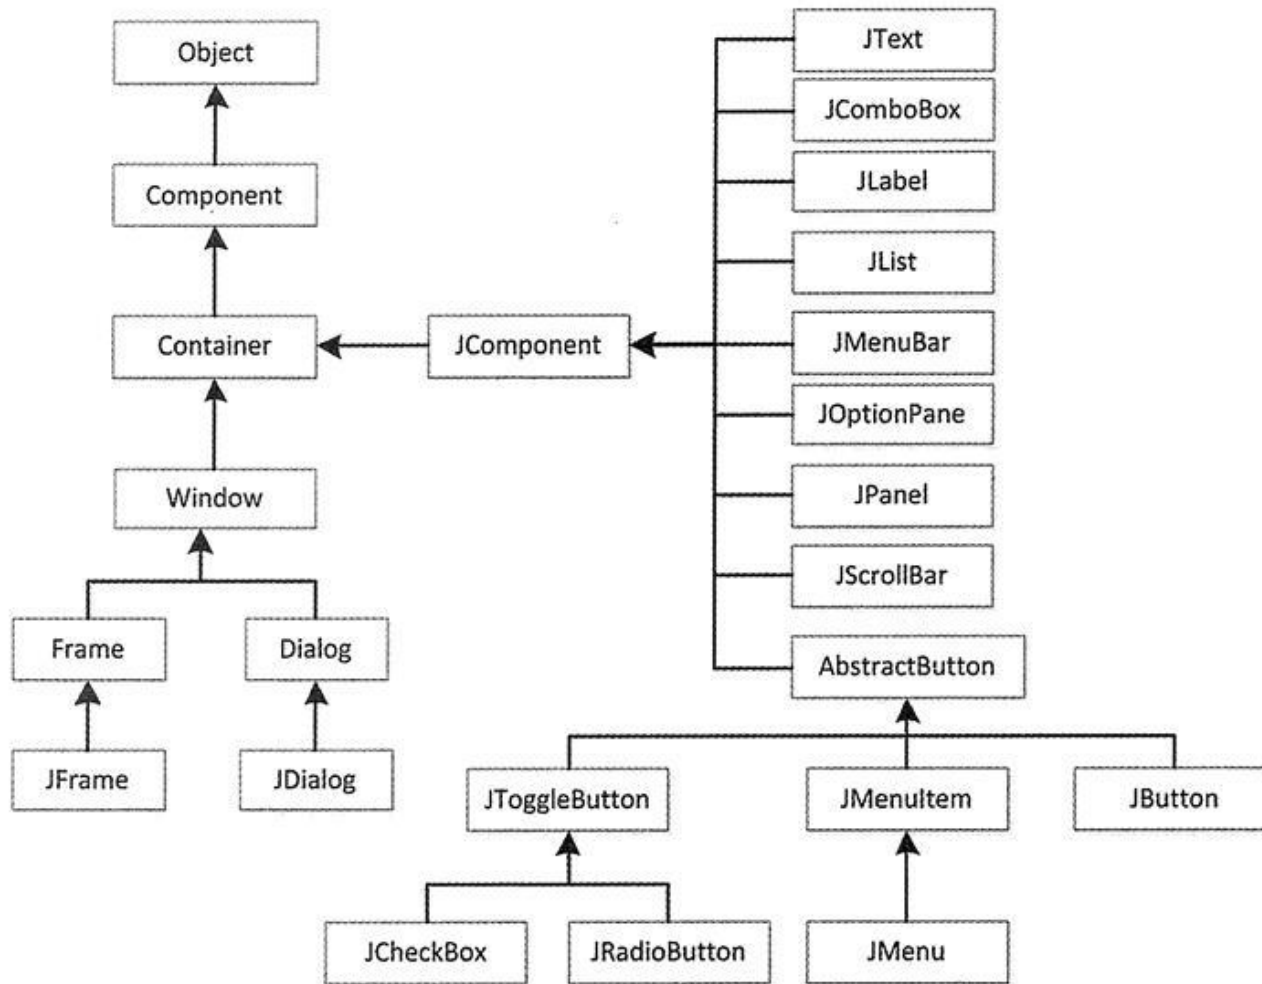 Object
Component
Container
JComponent
Window
Frame
Dialog
JFrame
JDialog
JText
JComboBox
JLabel
JList
JMenuBar
JOptionPane
JPanel
JScrollBar
AbstractButton
JToggleButton
JMenuItem
JButton
JCheckBox
JRadioButton
JMenu